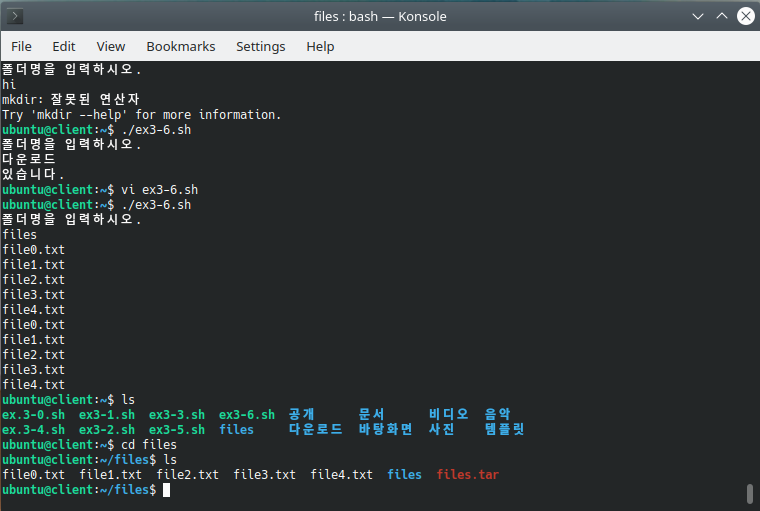 files : bash — Konsole
File Edit View Bookmarks Settings Help
폴더명을 입력하시오.
hi
mkdir: 잘못된 연산자
Try 'mkdir --help' for more information.
ubuntu@client:~$ ./ex3-6.sh
폴더명을 입력하시오.
다운로드
있습니다.
ubuntu@client:~$ vi ex3-6.sh
ubuntu@client:~$ ./ex3-6.sh
폴더명을 입력하시오.
files
file0.txt
file1.txt
file2.txt
file3.txt
file4.txt
file0.txt
file1.txt
file2.txt
file3.txt
file4.txt
ubuntu@client:~$ ls
ex.3-0.sh ex3-1.sh ex3-3.sh ex3-6.sh 공개 문서 비디오 음악
ex.3-4.sh ex3-2.sh ex3-5.sh files 다운로드 바탕화면 사진 템플릿
ubuntu@client:~$ cd files
ubuntu@client:~/files$ ls
file0.txt file1.txt file2.txt file3.txt file4.txt files files.tar
ubuntu@client:~/files$